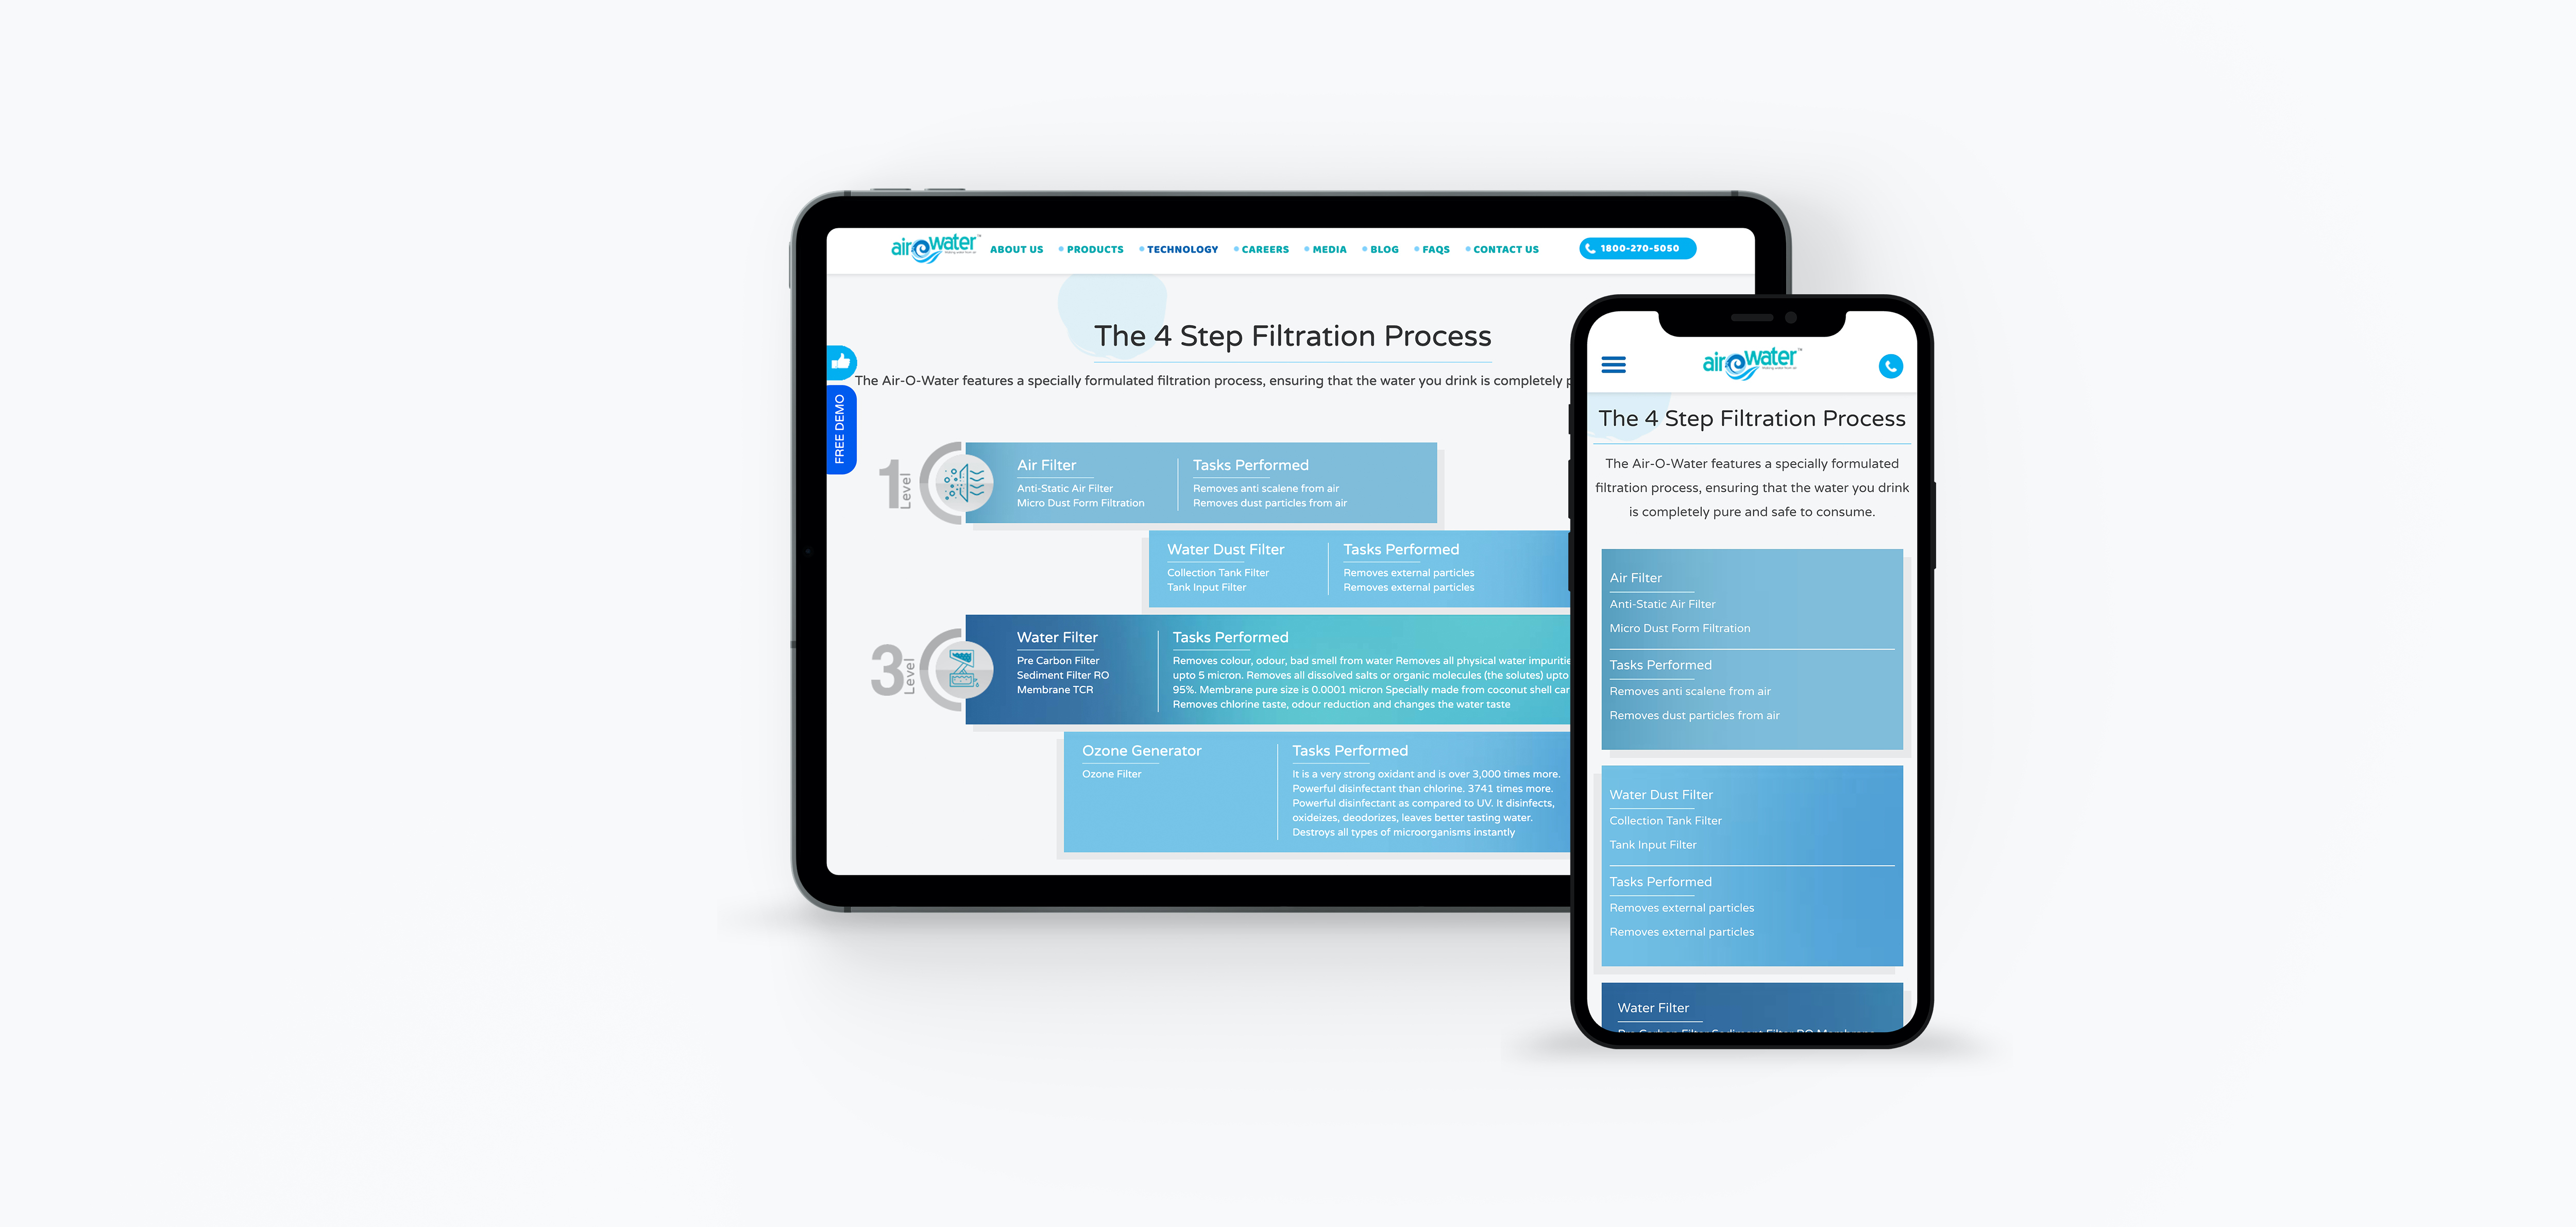 airOwater™
ABOUT US
PRODUCTS
TECHNOLOGY
CAREERS
MEDIA
BLOG
FAQS
CONTACT US
1800-270-5050
FREE DEMO
The 4 Step Filtration Process
The Air-O-Water features a specially formulated filtration process, ensuring that the water you drink is completely
1
Level
Air Filter
Anti-Static Air Filter
Micro Dust Form Filtration
Tasks Performed
Removes anti scalene from air
Removes dust particles from air
Water Dust Filter
Collection Tank Filter
Tank Input Filter
Tasks Performed
Removes external particles
Removes external particles
3
Level
Water Filter
Pre Carbon Filter
Sediment Filter RO
Membrane TCR
Tasks Performed
Removes colour, odour, bad smell from water Removes all physical water impuritie
upto 5 micron. Removes all dissolved salts or organic molecules (the solutes) upto
95%. Membrane pure size is 0.0001 micron Specially made from coconut shell car
Removes chlorine taste, odour reduction and changes the water taste
Ozone Generator
Ozone Filter
Tasks Performed
It is a very strong oxidant and is over 3,000 times more.
Powerful disinfectant than chlorine. 3741 times more.
Powerful disinfectant as compared to UV. It disinfects,
oxideizes, deodorizes, leaves better tasting water.
Destroys all types of microorganisms instantly
airOwater™
The 4 Step Filtration Process
The Air-O-Water features a specially formulated
filtration process, ensuring that the water you drink
is completely pure and safe to consume.
Air Filter
Anti-Static Air Filter
Micro Dust Form Filtration
Tasks Performed
Removes anti scalene from air
Removes dust particles from air
Water Dust Filter
Collection Tank Filter
Tank Input Filter
Tasks Performed
Removes external particles
Removes external particles
Water Filter
Pre Carbon Filter Sediment Filter RO Membrane